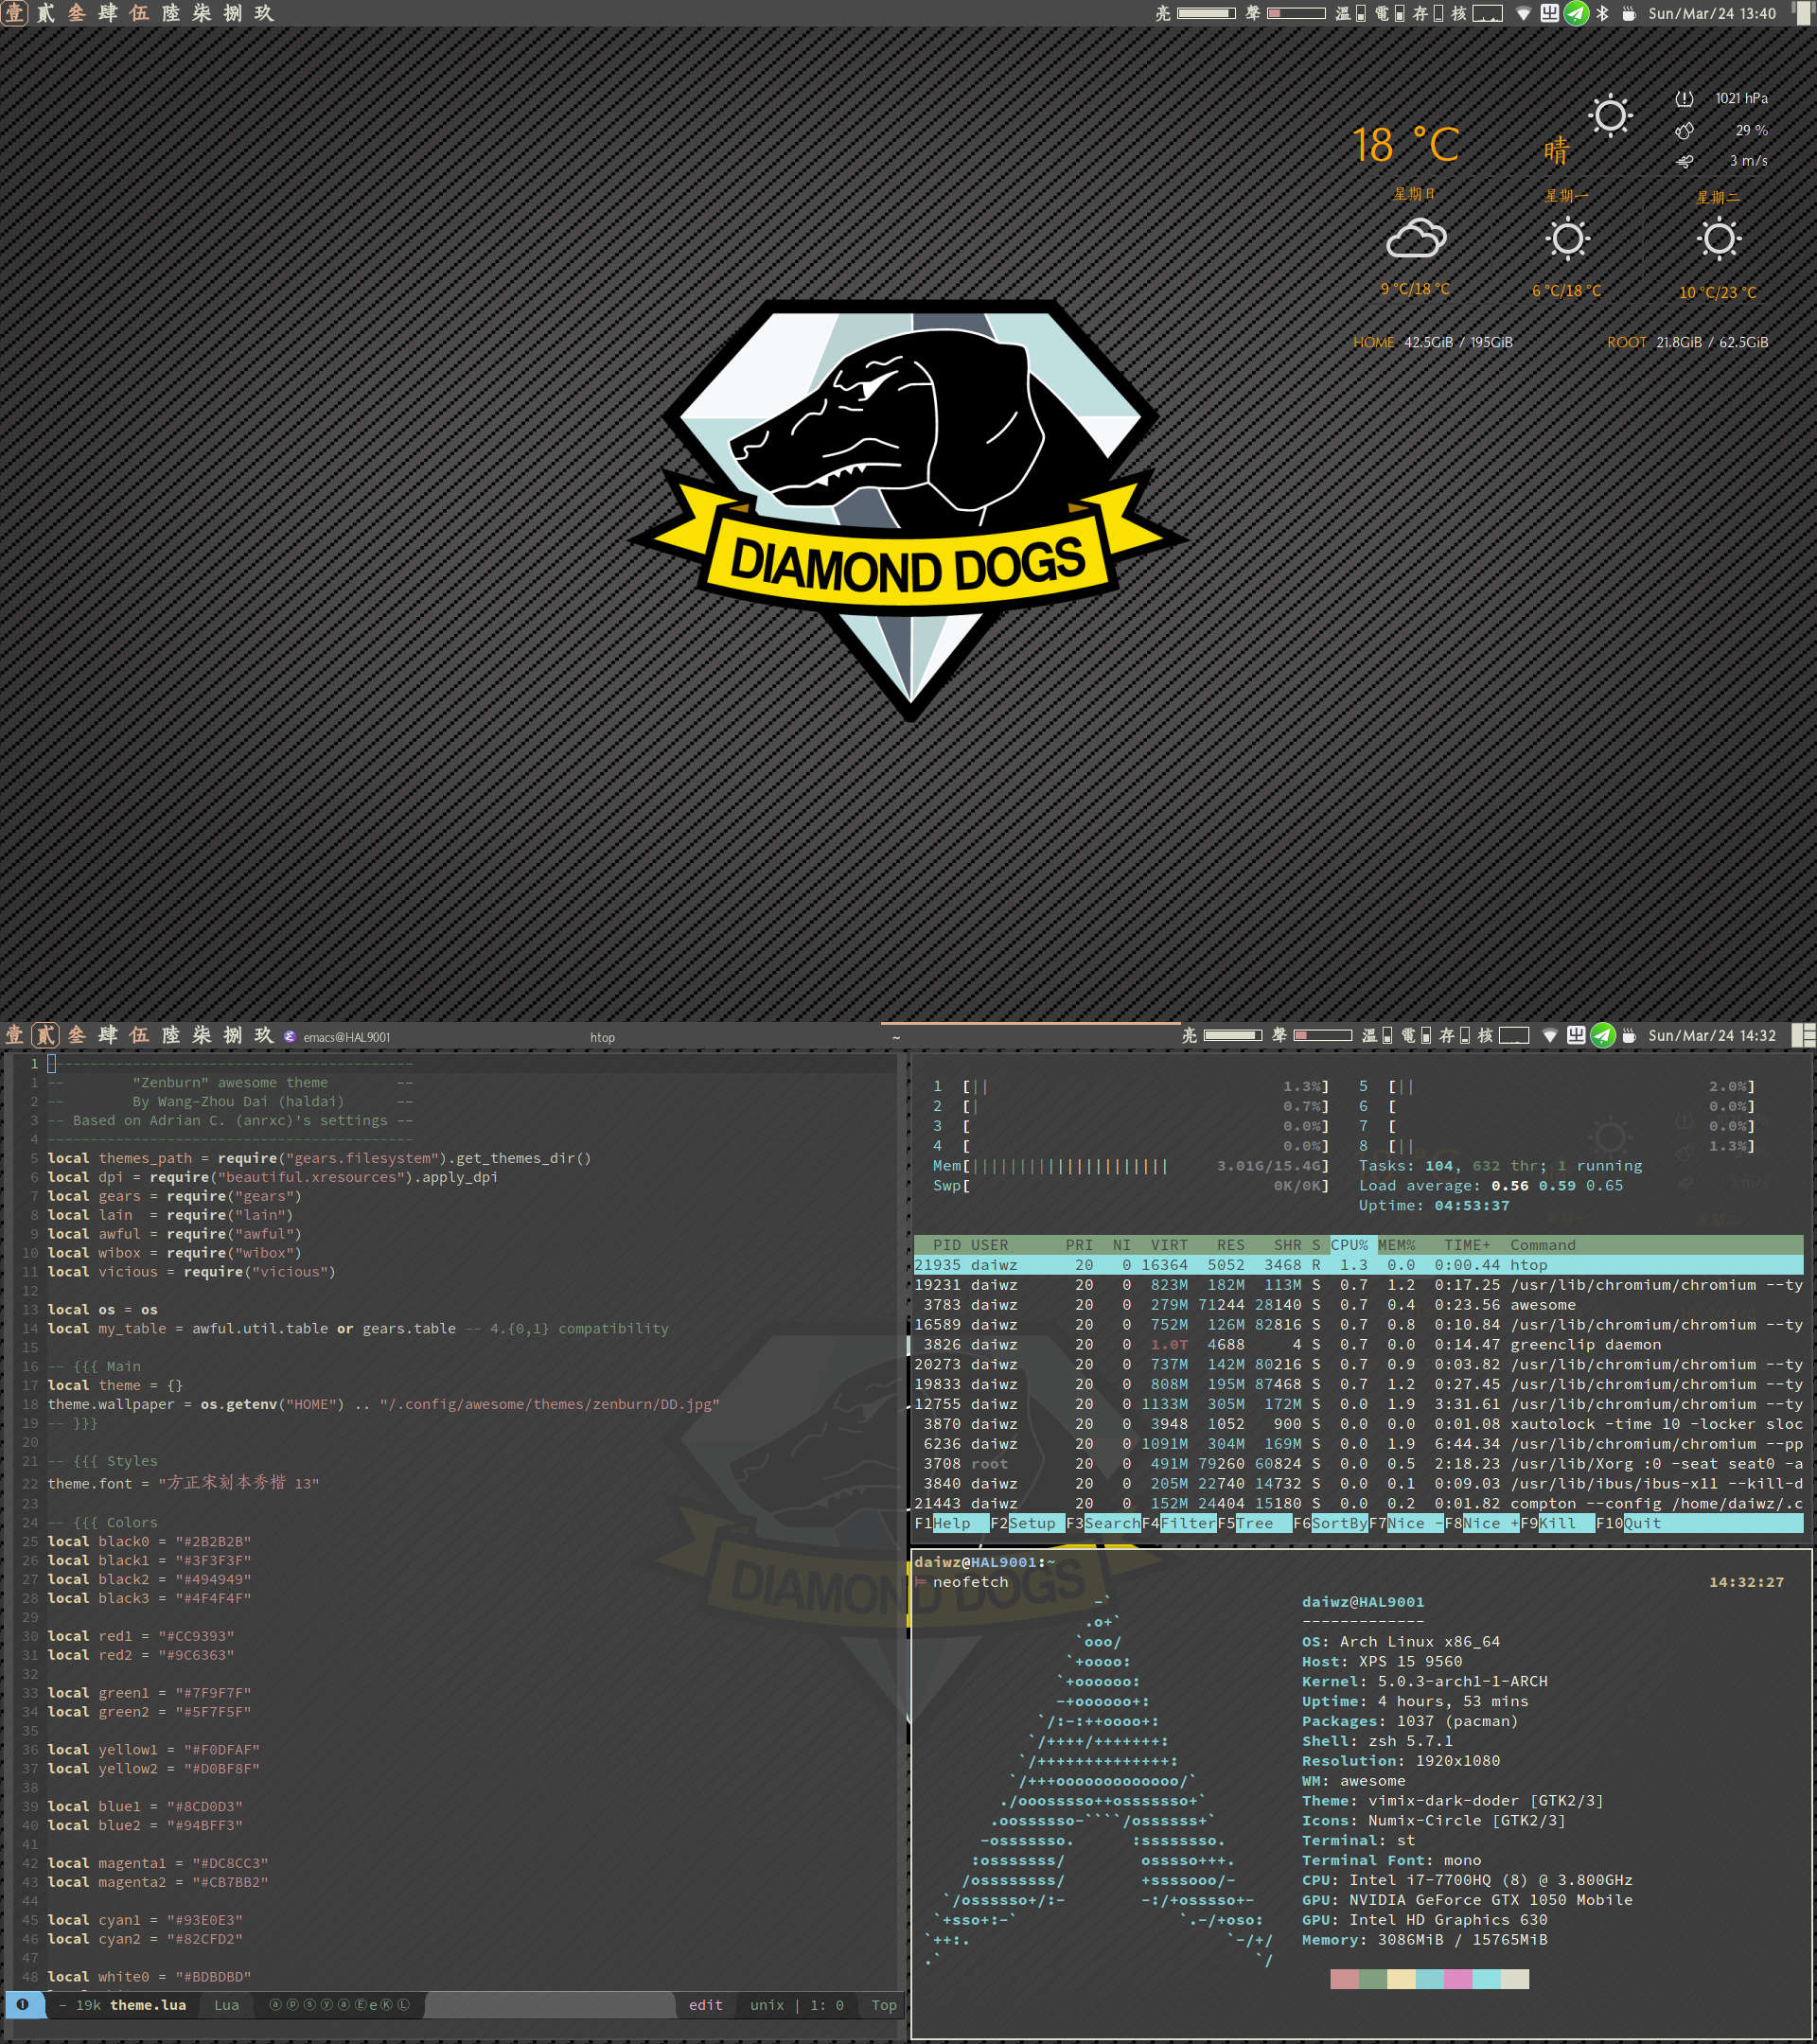 壹 貳 叁 肆 伍 陸 柒 捌 玖 亮 聲 溫 電 存 核 Sun/Mar/24 13:40
1021 hPa
18 °C 晴 29 %
3 m/s
星期日 星期一 星期二
9 °C/18 °C 6 °C/18 °C 10 °C/23 °C
HOME 42.5GiB / 195GiB ROOT 21.8GiB / 62.5GiB
DIAMOND DOGS
壹 貳 叁 肆 伍 陸 柒 捌 玖 emacs@HAL9001 htop ~ 亮 聲 溫 電 存 核 Sun/Mar/24 14:32
1 -------------------------------------------
1 -- "Zenburn" awesome theme --
2 -- By Wang-Zhou Dai (haldai) --
3 -- Based on Adrian C. (anrxc)'s settings --
4 -------------------------------------------
5 local themes_path = require("gears.filesystem").get_themes_dir()
6 local dpi = require("beautiful.xresources").apply_dpi
7 local gears = require("gears")
8 local lain  = require("lain")
9 local awful = require("awful")
10 local wibox = require("wibox")
11 local vicious = require("vicious")
12
13 local os = os
14 local my_table = awful.util.table or gears.table -- 4.{0,1} compatibility
15
16 -- {{{ Main
17 local theme = {}
18 theme.wallpaper = os.getenv("HOME") .. "/.config/awesome/themes/zenburn/DD.jpg"
19 -- }}}
20
21 -- {{{ Styles
22 theme.font = "方正宋刻本秀楷 13"
23
24 -- {{{ Colors
25 local black0 = "#2B2B2B"
26 local black1 = "#3F3F3F"
27 local black2 = "#494949"
28 local black3 = "#4F4F4F"
29
30 local red1 = "#CC9393"
31 local red2 = "#9C6363"
32
33 local green1 = "#7F9F7F"
34 local green2 = "#5F7F5F"
35
36 local yellow1 = "#F0DFAF"
37 local yellow2 = "#D0BF8F"
38
39 local blue1 = "#8CD0D3"
40 local blue2 = "#94BFF3"
41
42 local magenta1 = "#DC8CC3"
43 local magenta2 = "#CB7BB2"
44
45 local cyan1 = "#93E0E3"
46 local cyan2 = "#82CFD2"
47
48 local white0 = "#BDBDBD"
❶ - 19k theme.lua Lua ⓐⓟⓢⓨⓐⒺeⓀⓁ edit unix | 1: 0 Top
1 [|| 1.3%] 5 [|| 2.0%]
2 [| 0.7%] 6 [ 0.0%]
3 [ 0.0%] 7 [ 0.0%]
4 [ 0.0%] 8 [|| 1.3%]
Mem[||||||||||||||||||||||| 3.01G/15.4G] Tasks: 104, 632 thr; 1 running
Swp[ 0K/0K] Load average: 0.56 0.59 0.65
Uptime: 04:53:37
PID USER PRI NI VIRT RES SHR S CPU% MEM% TIME+ Command
21935 daiwz 20 0 16364 5052 3468 R 1.3 0.0 0:00.44 htop
19231 daiwz 20 0 823M 182M 113M S 0.7 1.2 0:17.25 /usr/lib/chromium/chromium --ty
3783 daiwz 20 0 279M 71244 28140 S 0.7 0.4 0:23.56 awesome
16589 daiwz 20 0 752M 126M 82816 S 0.7 0.8 0:10.84 /usr/lib/chromium/chromium --ty
3826 daiwz 20 0 1.0T 4688 4 S 0.7 0.0 0:14.47 greenclip daemon
20273 daiwz 20 0 737M 142M 80216 S 0.7 0.9 0:03.82 /usr/lib/chromium/chromium --ty
19833 daiwz 20 0 808M 195M 87468 S 0.7 1.2 0:27.45 /usr/lib/chromium/chromium --ty
12755 daiwz 20 0 1133M 305M 172M S 0.0 1.9 3:31.61 /usr/lib/chromium/chromium --ty
3870 daiwz 20 0 3948 1052 900 S 0.0 0.0 0:01.08 xautolock -time 10 -locker sloc
6236 daiwz 20 0 1091M 304M 169M S 0.0 1.9 6:44.34 /usr/lib/chromium/chromium --pp
3708 root 20 0 491M 79260 60824 S 0.0 0.5 2:18.23 /usr/lib/Xorg :0 -seat seat0 -a
3840 daiwz 20 0 205M 22740 14732 S 0.0 0.1 0:09.03 /usr/lib/ibus/ibus-x11 --kill-d
21443 daiwz 20 0 152M 24404 15180 S 0.0 0.2 0:01.82 compton --config /home/daiwz/.c
F1Help F2Setup F3SearchF4FilterF5Tree F6SortByF7Nice -F8Nice +F9Kill F10Quit
daiwz@HAL9001:~
neofetch 14:32:27
daiwz@HAL9001
-------------
OS: Arch Linux x86_64
Host: XPS 15 9560
Kernel: 5.0.3-arch1-1-ARCH
Uptime: 4 hours, 53 mins
Packages: 1037 (pacman)
Shell: zsh 5.7.1
Resolution: 1920x1080
WM: awesome
Theme: vimix-dark-doder [GTK2/3]
Icons: Numix-Circle [GTK2/3]
Terminal: st
Terminal Font: mono
CPU: Intel i7-7700HQ (8) @ 3.800GHz
GPU: NVIDIA GeForce GTX 1050 Mobile
GPU: Intel HD Graphics 630
Memory: 3086MiB / 15765MiB